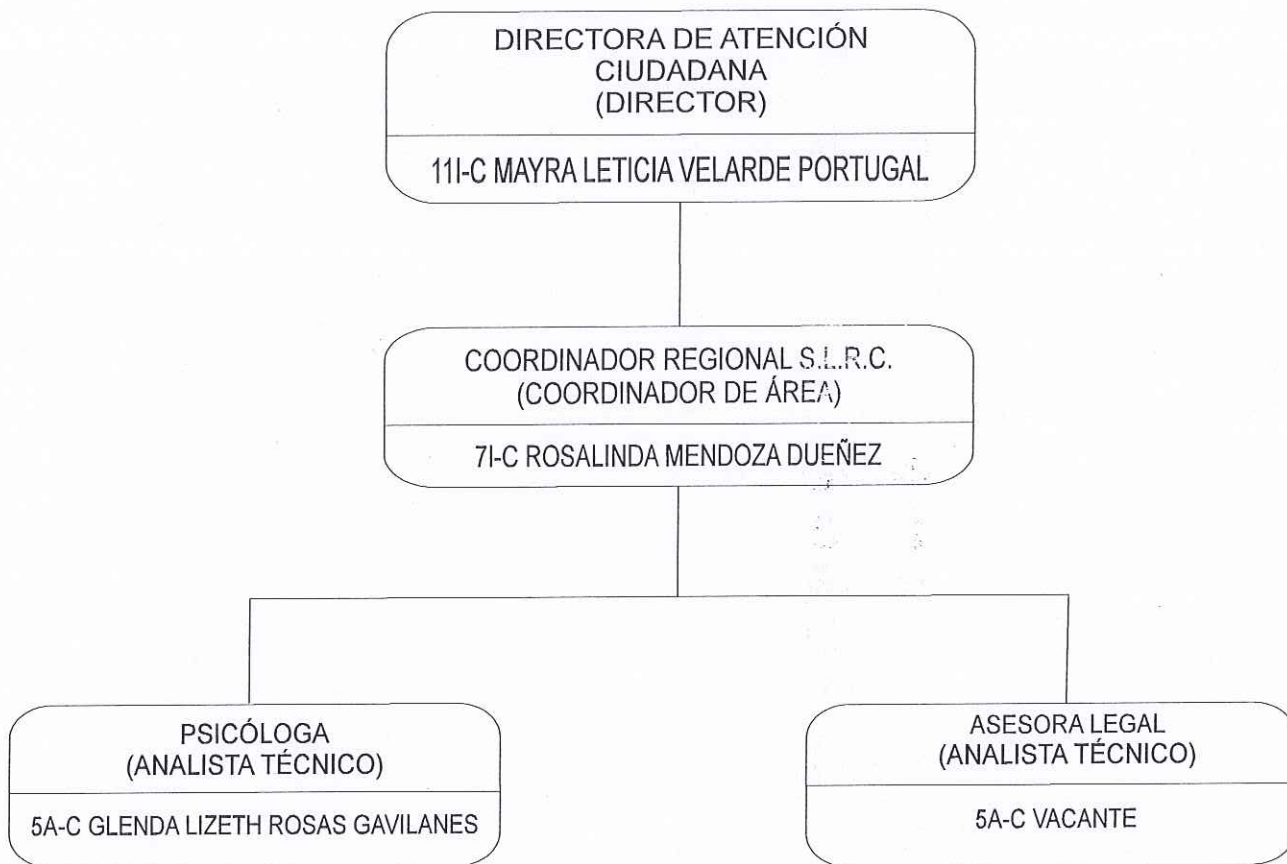 DIRECTORA DE ATENCIÓN
CIUDADANA
(DIRECTOR)
11I-C MAYRA LETICIA VELARDE PORTUGAL
COORDINADOR REGIONAL S.L.R.C.
(COORDINADOR DE ÁREA)
7I-C ROSALINDA MENDOZA DUEÑEZ
PSICÓLOGA
(ANALISTA TÉCNICO)
5A-C GLENDA LIZETH ROSAS GAVILANES
ASESORA LEGAL
(ANALISTA TÉCNICO)
5A-C VACANTE